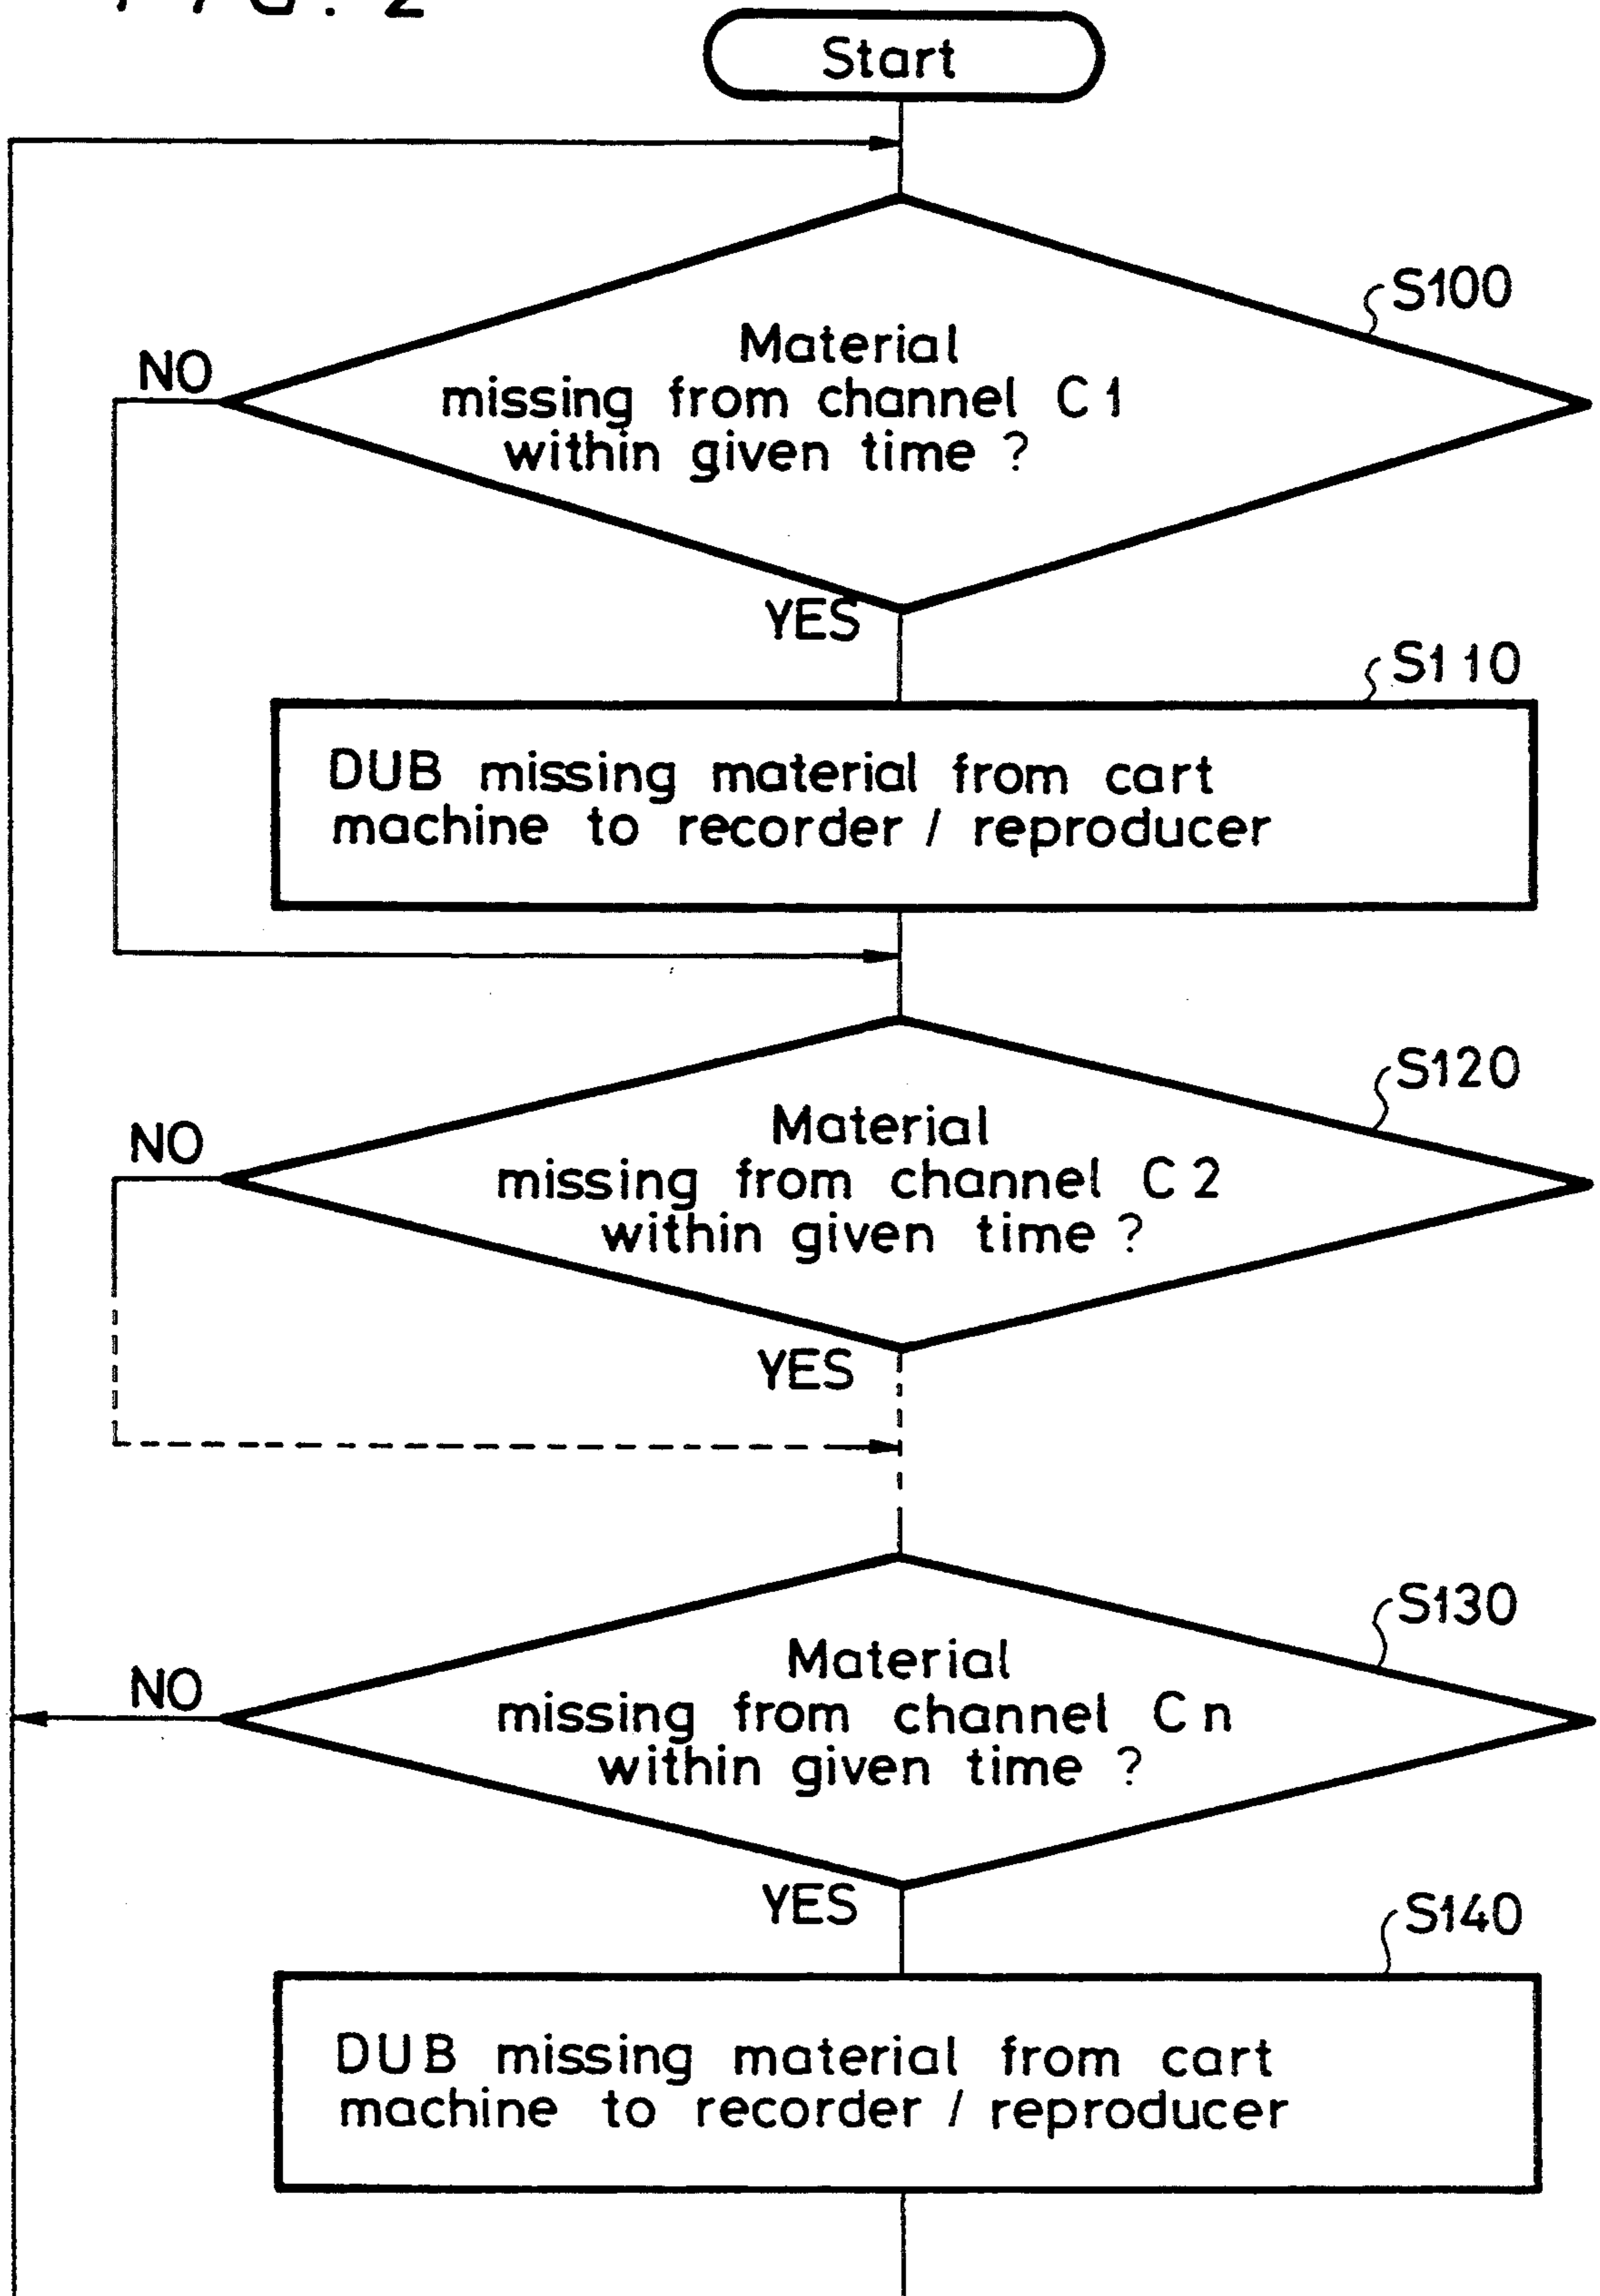 FIG. 2
Start
S100
Material
missing from channel C1
within given time ?
NO
YES
S110
DUB missing material from cart
machine to recorder / reproducer
S120
Material
missing from channel C2
within given time ?
NO
YES
S130
Material
missing from channel Cn
within given time ?
NO
YES
S140
DUB missing material from cart
machine to recorder / reproducer